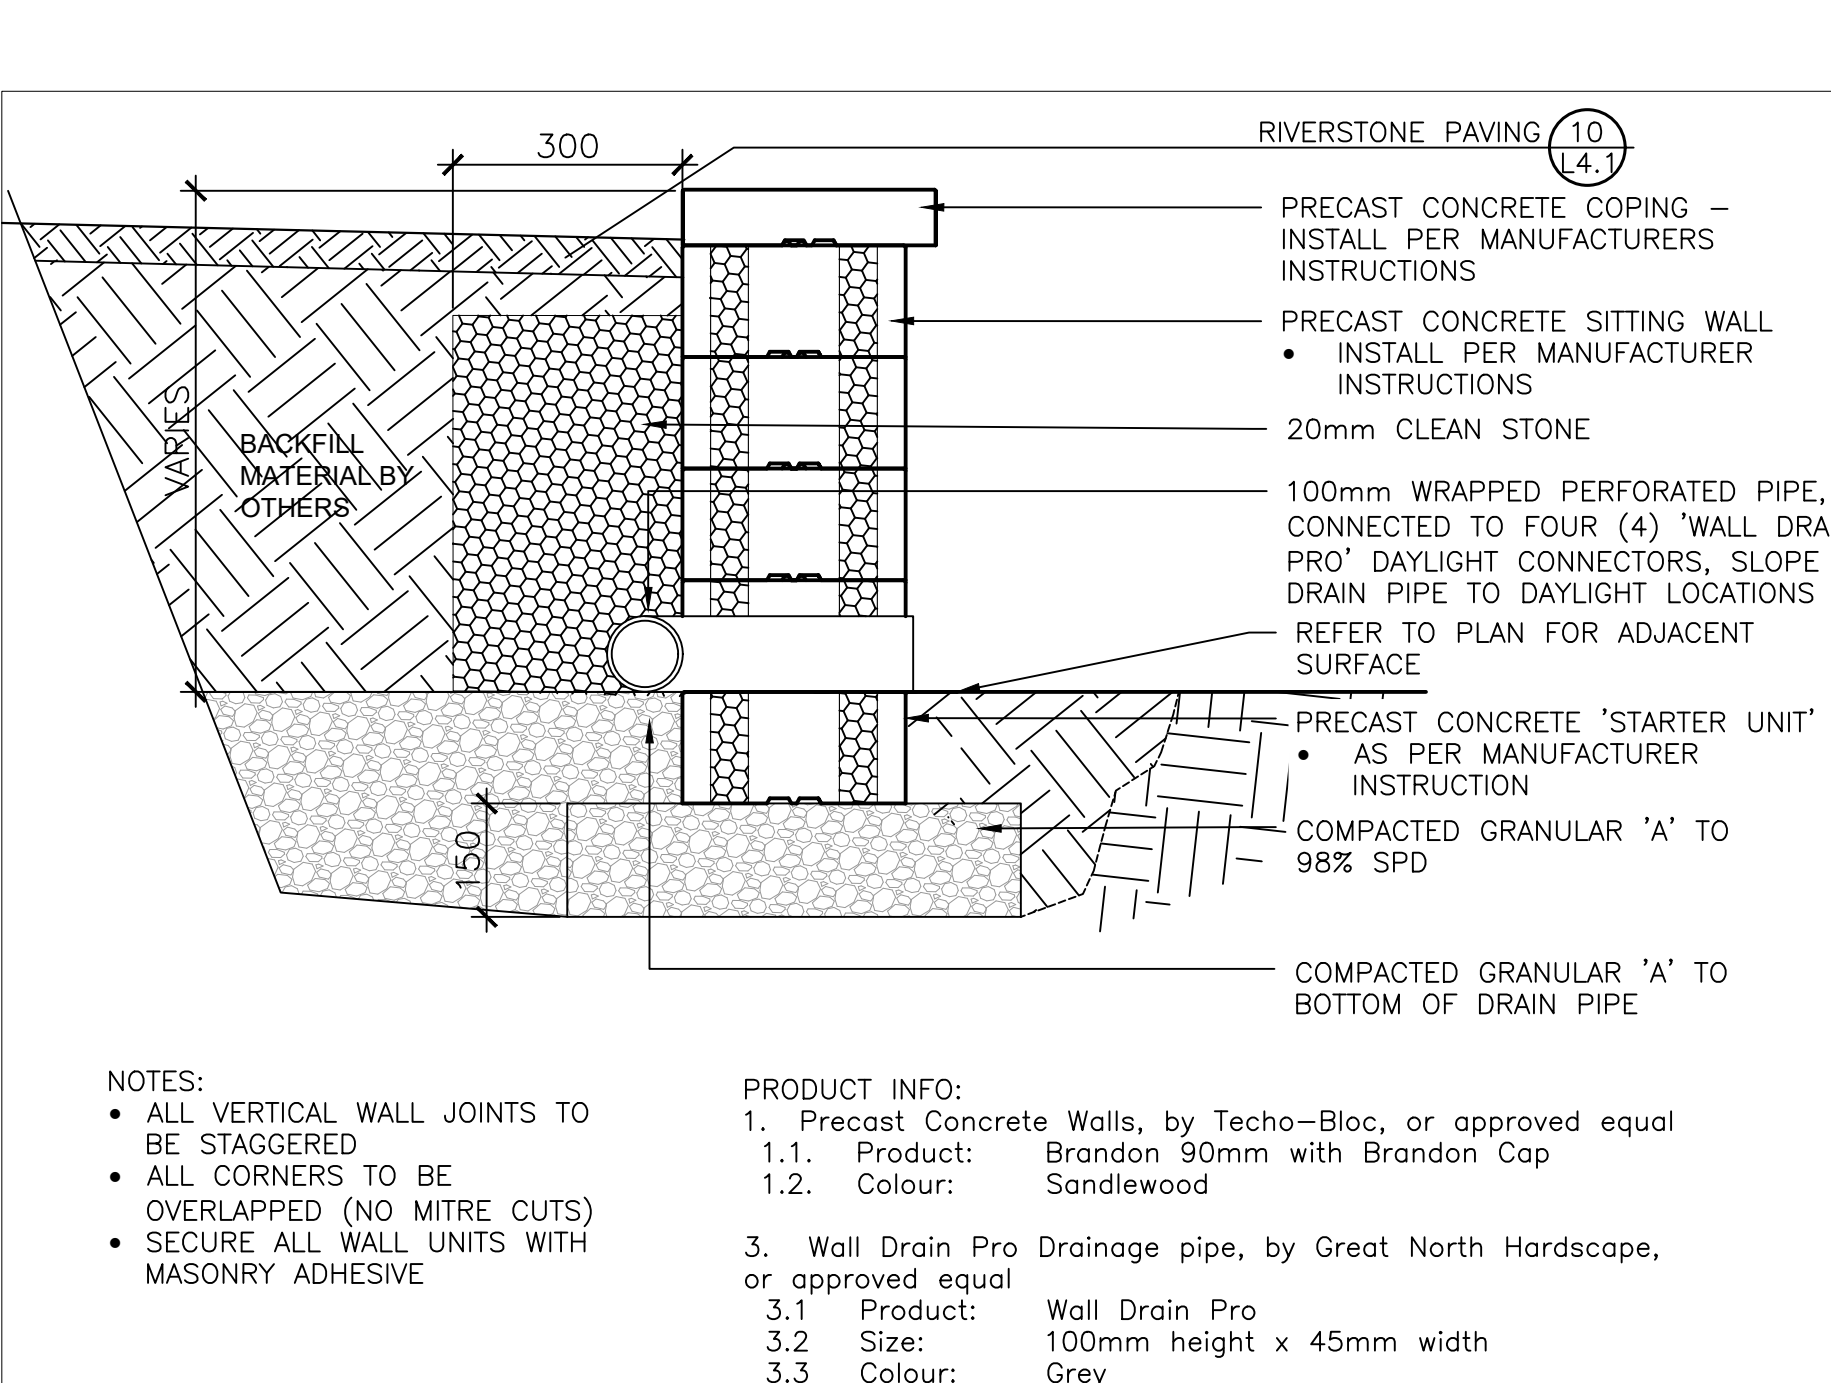 300
RIVERSTONE PAVING
10
L4.1
PRECAST CONCRETE COPING –
INSTALL PER MANUFACTURERS
INSTRUCTIONS
PRECAST CONCRETE SITTING WALL
• INSTALL PER MANUFACTURER
INSTRUCTIONS
20mm CLEAN STONE
VARIES
BACKFILL
MATERIAL BY
OTHERS
100mm WRAPPED PERFORATED PIPE,
CONNECTED TO FOUR (4) 'WALL DRA
PRO' DAYLIGHT CONNECTORS, SLOPE
DRAIN PIPE TO DAYLIGHT LOCATIONS
REFER TO PLAN FOR ADJACENT
SURFACE
PRECAST CONCRETE 'STARTER UNIT'
• AS PER MANUFACTURER
INSTRUCTION
150
COMPACTED GRANULAR 'A' TO
98% SPD
COMPACTED GRANULAR 'A' TO
BOTTOM OF DRAIN PIPE
NOTES:
• ALL VERTICAL WALL JOINTS TO
BE STAGGERED
• ALL CORNERS TO BE
OVERLAPPED (NO MITRE CUTS)
• SECURE ALL WALL UNITS WITH
MASONRY ADHESIVE
PRODUCT INFO:
1. Precast Concrete Walls, by Techo–Bloc, or approved equal
1.1. Product: Brandon 90mm with Brandon Cap
1.2. Colour: Sandlewood
3. Wall Drain Pro Drainage pipe, by Great North Hardscape,
or approved equal
3.1 Product: Wall Drain Pro
3.2 Size: 100mm height x 45mm width
3.3 Colour: Grey